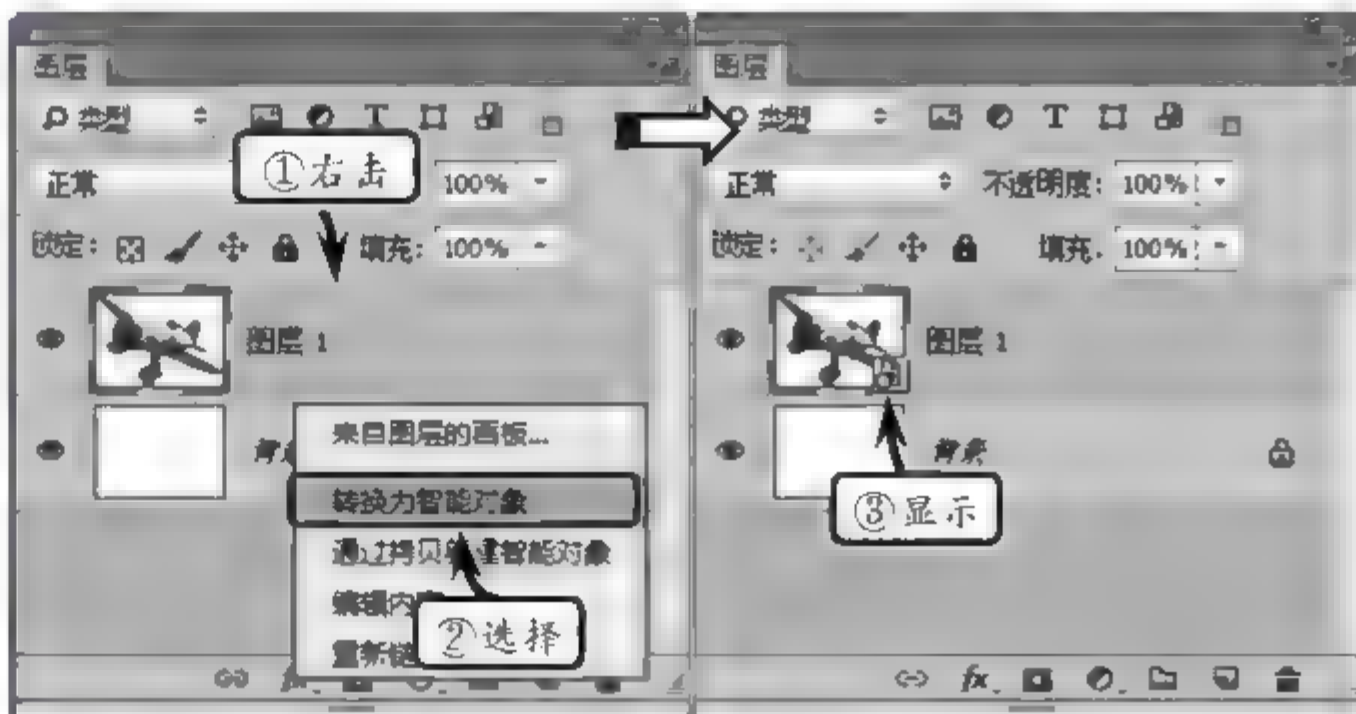 图层
类型
①右击
正常 100%
锁定： 填充： 100%
图层 1
来自图层的画板...
转换为智能对象
②选择
图层
类型
正常 不透明度： 100%
锁定： 填充： 100%
图层 1
背景
③显示
fx